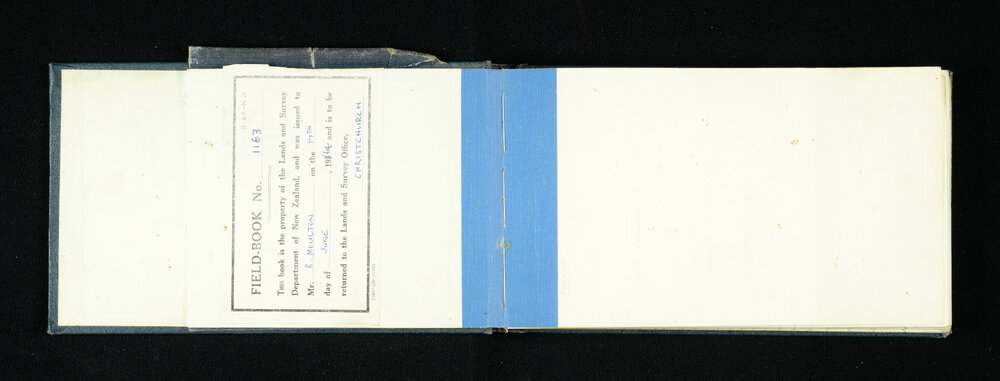 FIELD-BOOK No. 1183
THIS book is the property of the Lands and Survey
Department of New Zealand, and was issued to
Mr. R. MOULTON on the 19TH
day of JUNE , 1964 and is to be
returned to the Lands and Survey Office,
CHRISTCHURCH